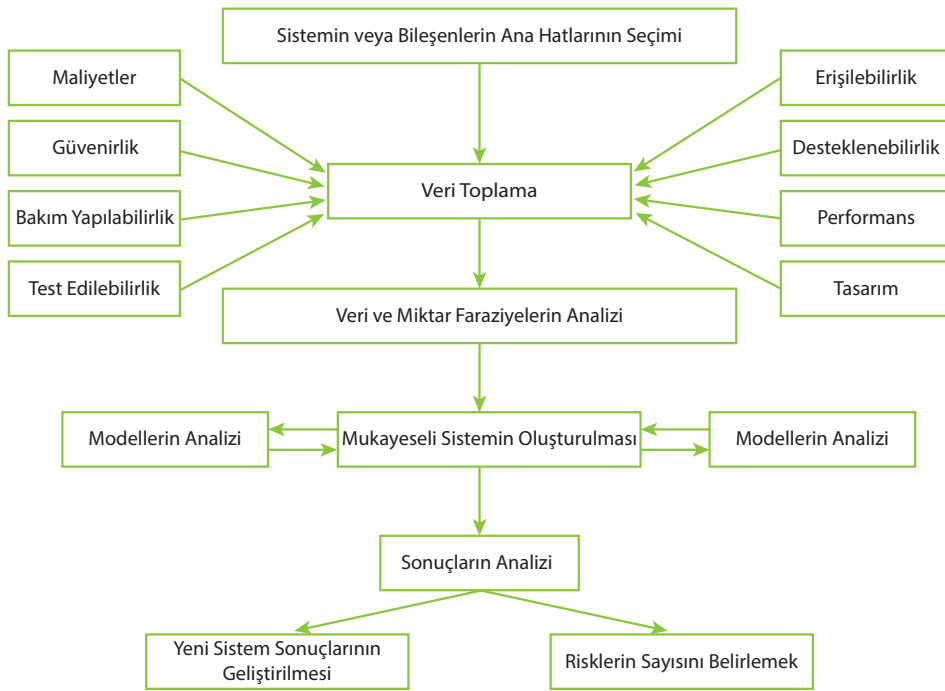 Sistemin veya Bileşenlerin Ana Hatlarının Seçimi
Maliyetler
Erişilebilirlik
Güvenirlik
Desteklenebilirlik
Veri Toplama
Bakım Yapılabilirlik
Performans
Test Edilebilirlik
Tasarım
Veri ve Miktar Faraziyelerin Analizi
Modellerin Analizi
Mukayeseli Sistemin Oluşturulması
Modellerin Analizi
Sonuçların Analizi
Yeni Sistem Sonuçlarının
Geliştirilmesi
Risklerin Sayısını Belirlemek